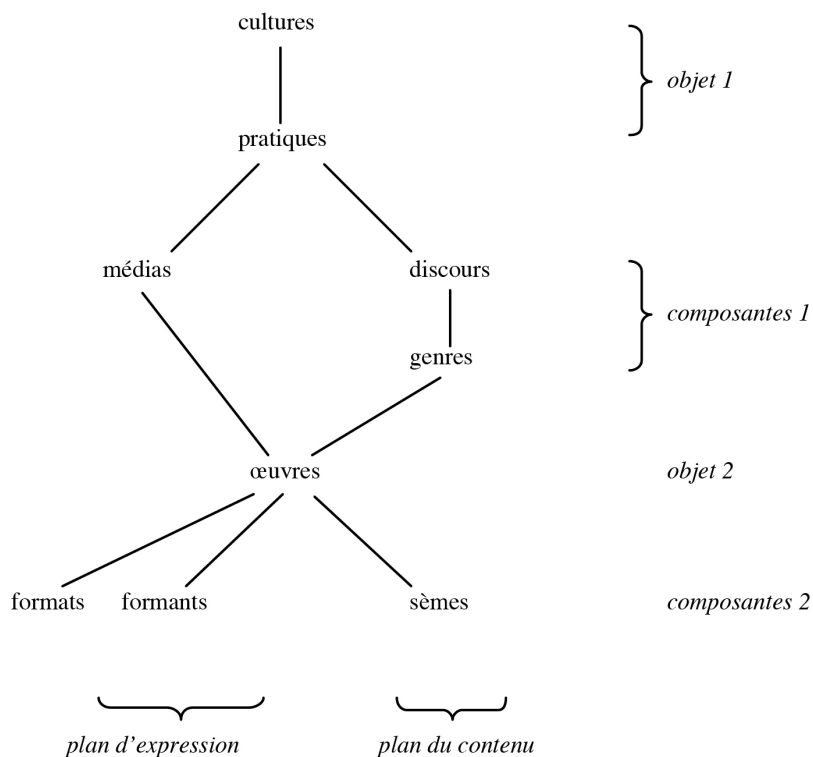 cultures
objet 1
pratiques
médias
discours
composantes 1
genres
œuvres
objet 2
formats
formants
sèmes
composantes 2
plan d’expression
plan du contenu